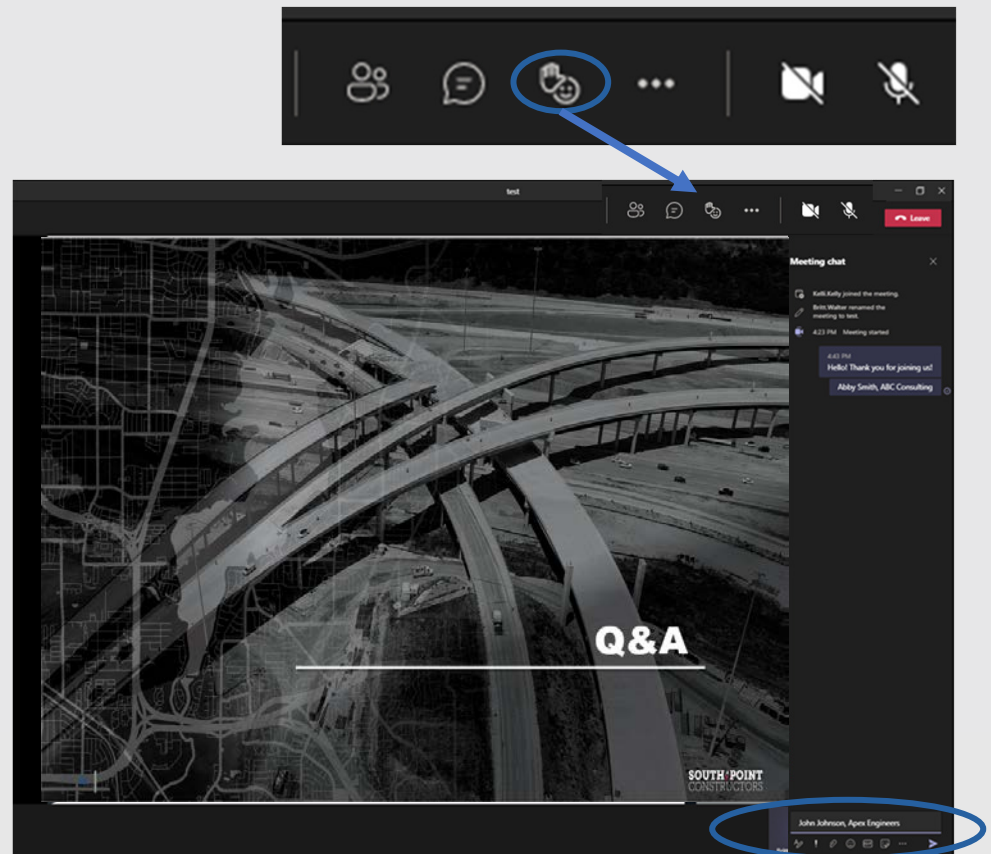 test
Leave
Meeting chat
Kelli.Kelly joined the meeting.
Britt.Walter renamed the
meeting to test.
4:23 PM Meeting started
4:43 PM
Hello! Thank you for joining us!
Abby Smith, ABC Consulting
Q&A
SOUTH POINT
CONSTRUCTORS
John Johnson, Apex Engineers